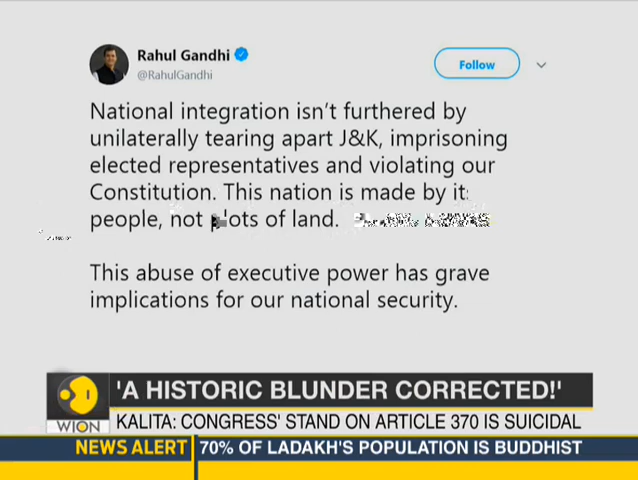 Rahul Gandhi
@RahulGandhi
Follow
National integration isn't furthered by
unilaterally tearing apart J&K, imprisoning
elected representatives and violating our
Constitution. This nation is made by
people, not plots of land.
This abuse of executive power has grave
implications for our national security.
'A HISTORIC BLUNDER CORRECTED!'
WION
KALITA: CONGRESS' STAND ON ARTICLE 370 IS SUICIDAL
NEWS ALERT 70% OF LADAKH'S POPULATION IS BUDDHIST